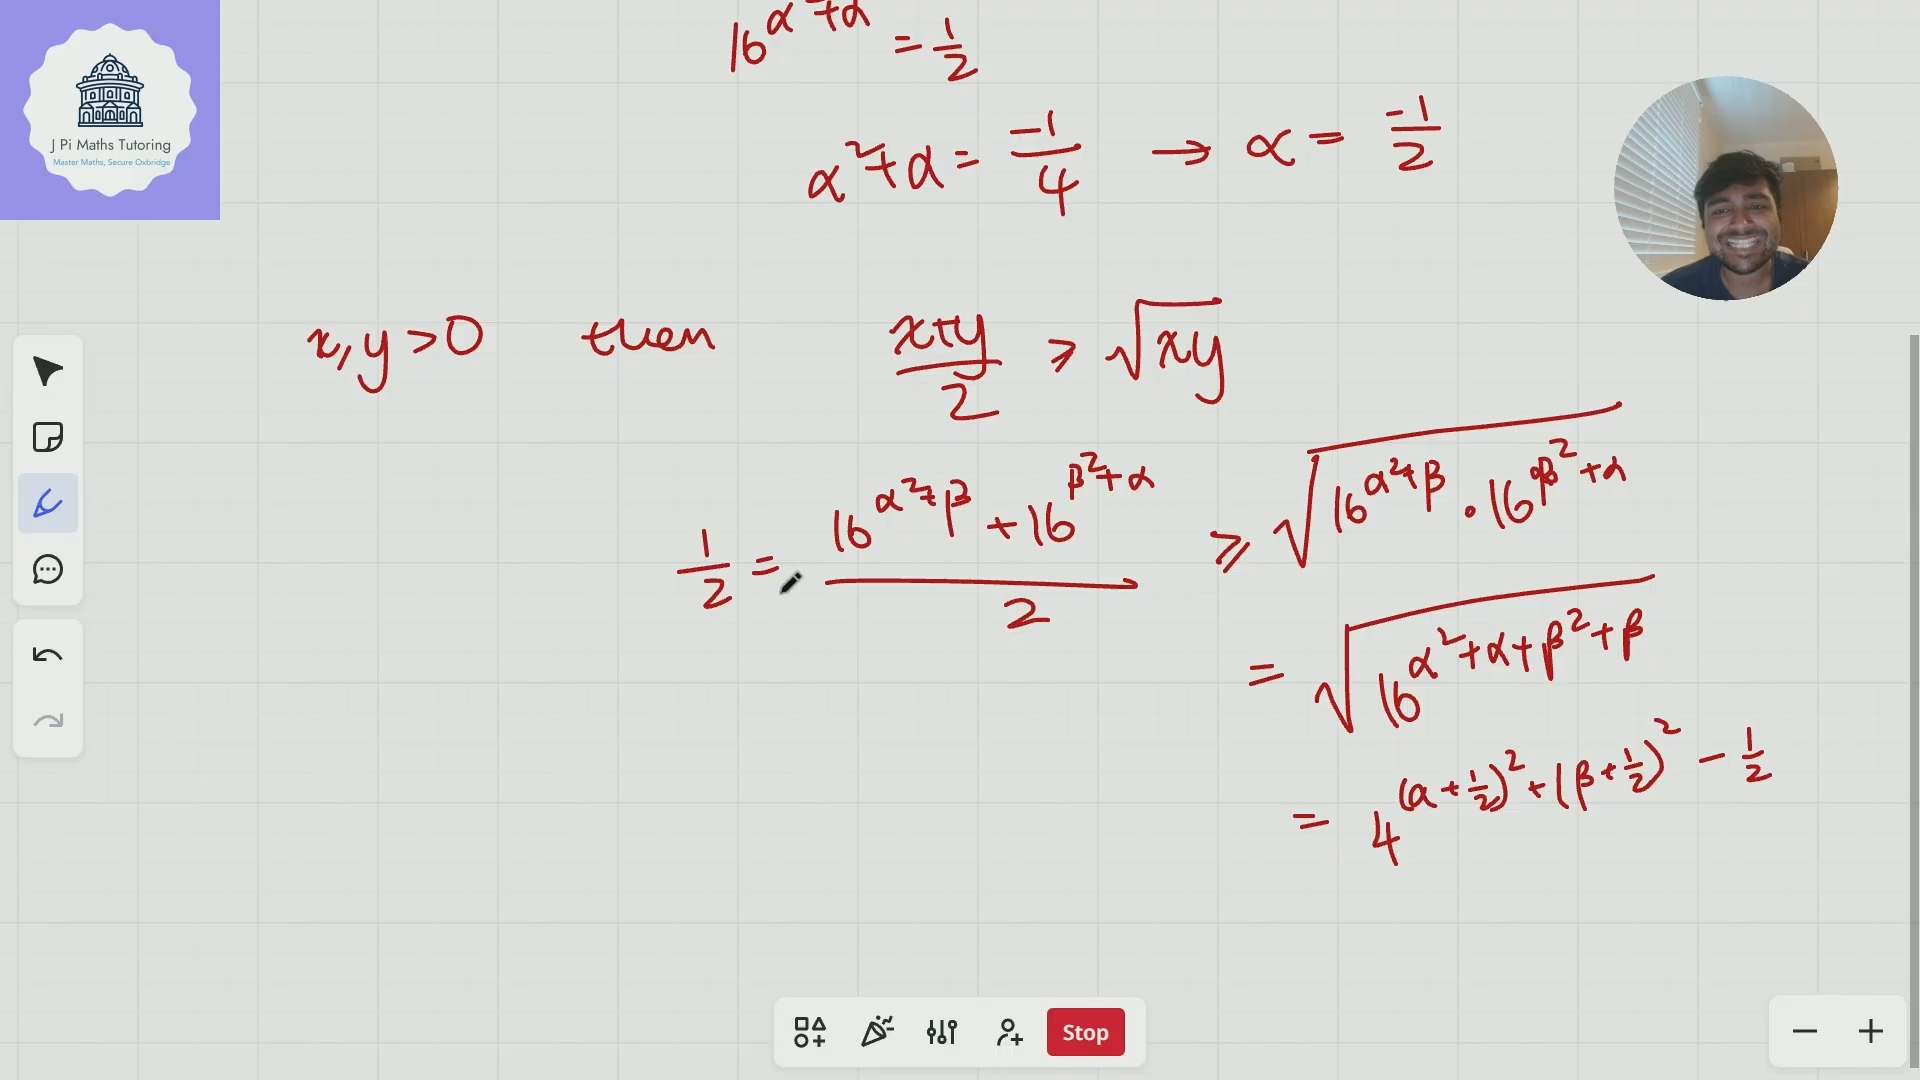 J Pi Maths Tutoring
Master Maths, Secure Oxbridge
16^(α²+α) = 1/2
α²+α = -1/4 → α = -1/2
x, y > 0 then (x+y)/2 ≥ √(xy)
1/2 = (16^(α²+β) + 16^(β²+α))/2 ≥ √(16^(α²+β) · 16^(β²+α))
= √(16^(α²+α+β²+β))
= 4^((α+1/2)²+(β+1/2)² - 1/2)
Stop